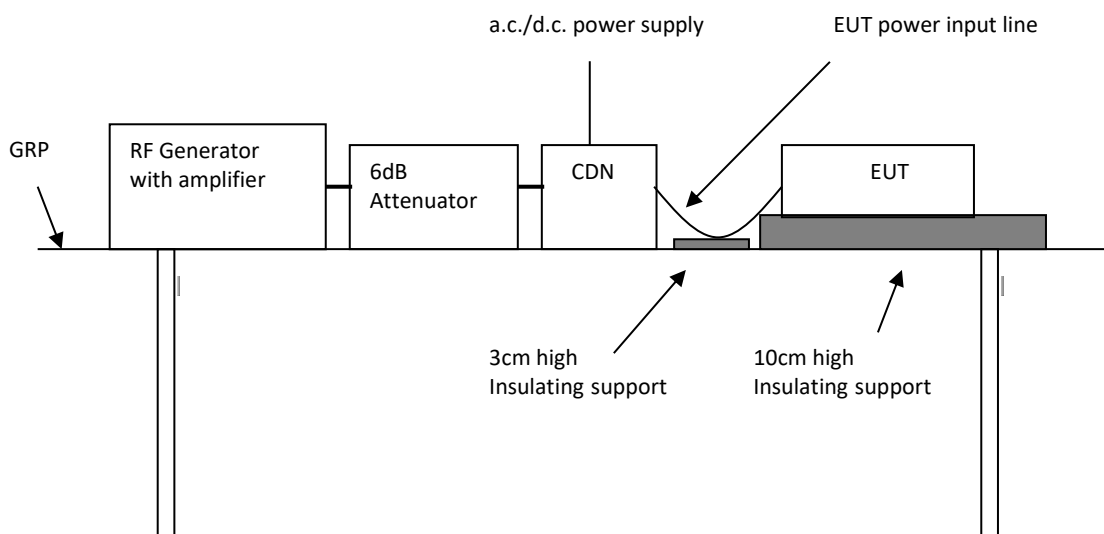 a.c./d.c. power supply
EUT power input line
GRP
RF Generator
with amplifier
6dB
Attenuator
CDN
EUT
3cm high
Insulating support
10cm high
Insulating support